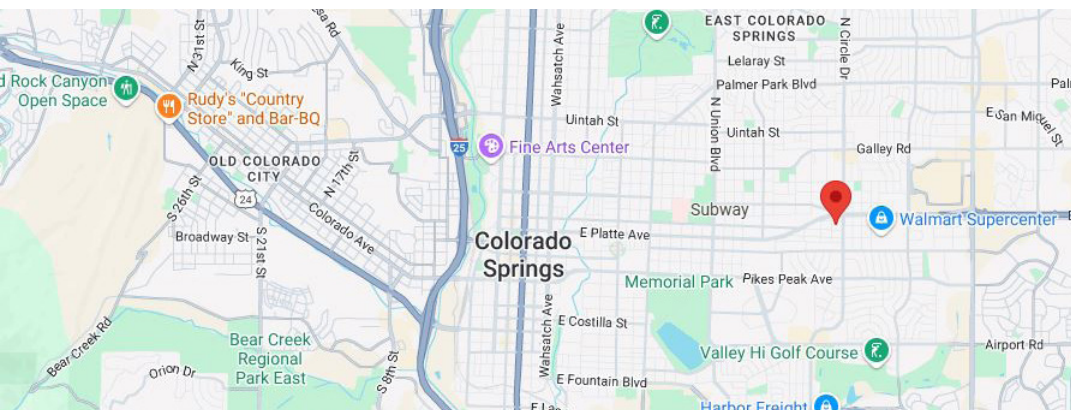 EAST COLORADO
SPRINGS
N 31st St
King St
Rock Canyon
Open Space
Rudy's "Country
Store" and Bar-BQ
OLD COLORADO
CITY
N 17th St
S 26th St
24
Colorado Ave
Broadway St
S 21st St
Bear Creek Rd
Orion Dr
Bear Creek
Regional
Park East
S 8th St
25
Fine Arts Center
Wahsatch Ave
Uintah St
Lelaray St
Palmer Park Blvd
N Circle Dr
N Union Blvd
Uintah St
E San Miguel St
Galley Rd
Subway
Walmart Supercenter
E Platte Ave
Colorado
Springs
Memorial Park
Pikes Peak Ave
Wahsatch Ave
E Costilla St
E Fountain Blvd
Valley Hi Golf Course
Airport Rd
Harbor Freight